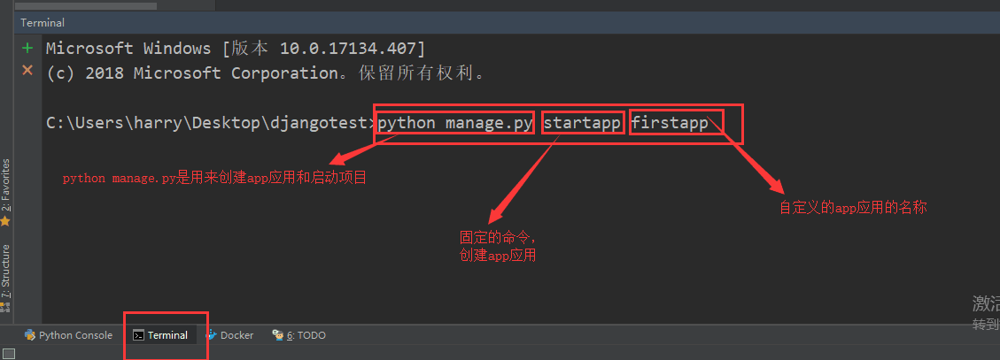 Terminal
Microsoft Windows [版本 10.0.17134.407]
(c) 2018 Microsoft Corporation。保留所有权利。
C:\Users\harry\Desktop\djangotest>python manage.py startapp firstapp
python manage.py是用来创建app应用和启动项目
自定义的app应用的名称
固定的命令，
创建app应用
2: Favorites
7: Structure
激活
转到
Python Console
Terminal
Docker
6: TODO